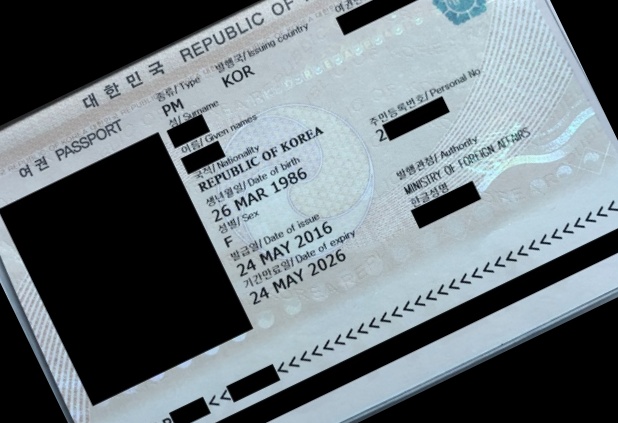 대한민국 REPUBLIC OF
여권 PASSPORT
종류/ Type 발행국/ Issuing country
PM KOR
성/ Surname
이름/ Given names
국적/ Nationality
REPUBLIC OF KOREA
생년월일/ Date of birth
26 MAR 1986
성별/ Sex
F
발급일/ Date of issue
24 MAY 2016
기간만료일/ Date of expiry
24 MAY 2026
주민등록번호/ Personal No
2
발행관청/ Authority
MINISTRY OF FOREIGN AFFAIRS
한글성명